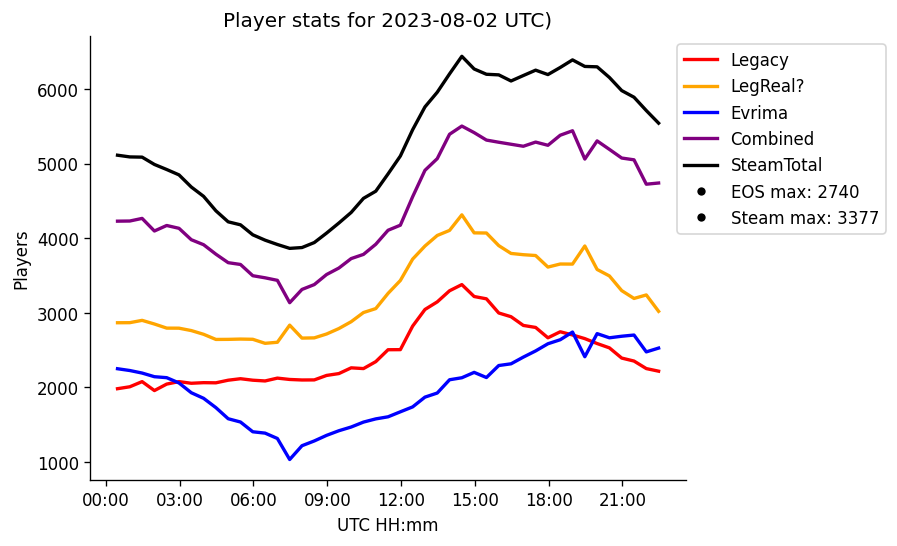 Player stats for 2023-08-02 UTC)
Legacy
LegReal?
Evrima
Combined
SteamTotal
EOS max: 2740
Steam max: 3377
Players
6000
5000
4000
3000
2000
1000
00:00 03:00 06:00 09:00 12:00 15:00 18:00 21:00
UTC HH:mm